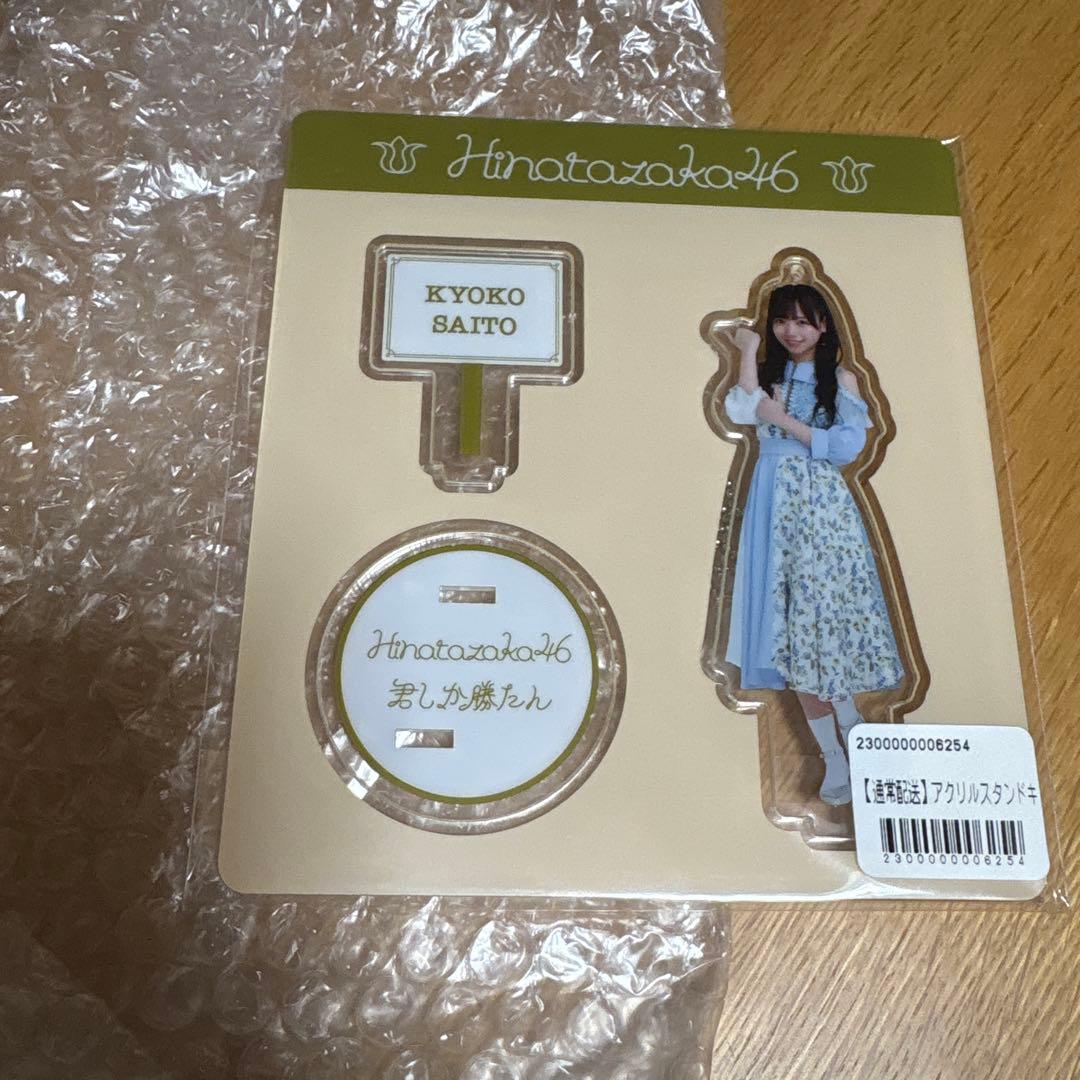 Hinatazaka46
KYOKO
SAITO
Hinatazaka46
君しか勝たん
2300000006254
【通常配送】アクリルスタンドキ
2300000006254